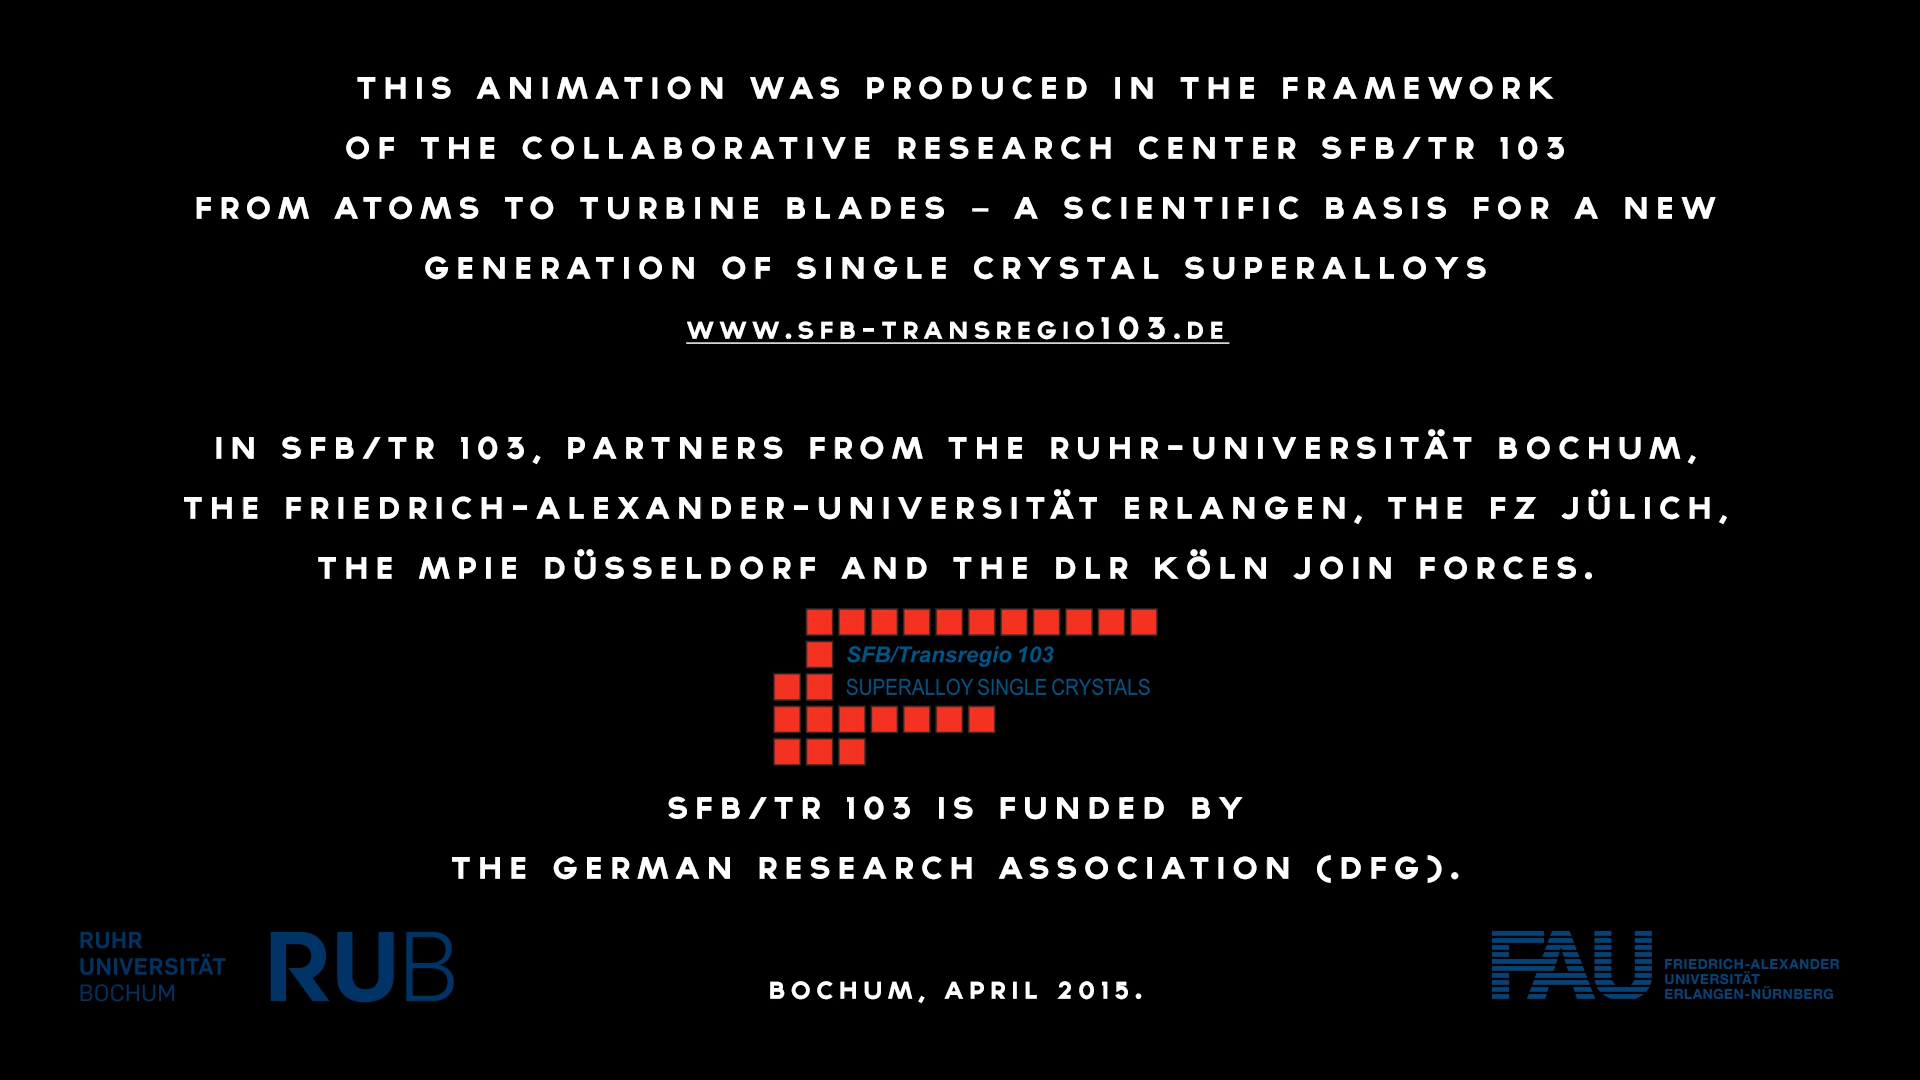 THIS ANIMATION WAS PRODUCED IN THE FRAMEWORK
OF THE COLLABORATIVE RESEARCH CENTER SFB/TR 103
FROM ATOMS TO TURBINE BLADES – A SCIENTIFIC BASIS FOR A NEW
GENERATION OF SINGLE CRYSTAL SUPERALLOYS
WWW.SFB-TRANSREGIO103.DE
IN SFB/TR 103, PARTNERS FROM THE RUHR-UNIVERSITÄT BOCHUM,
THE FRIEDRICH-ALEXANDER-UNIVERSITÄT ERLANGEN, THE FZ JÜLICH,
THE MPIE DÜSSELDORF AND THE DLR KÖLN JOIN FORCES.
SFB/Transregio 103
SUPERALLOY SINGLE CRYSTALS
SFB/TR 103 IS FUNDED BY
THE GERMAN RESEARCH ASSOCIATION (DFG).
RUHR
UNIVERSITÄT
BOCHUM
RUB
BOCHUM, APRIL 2015.
FAU
FRIEDRICH-ALEXANDER
UNIVERSITÄT
ERLANGEN-NÜRNBERG